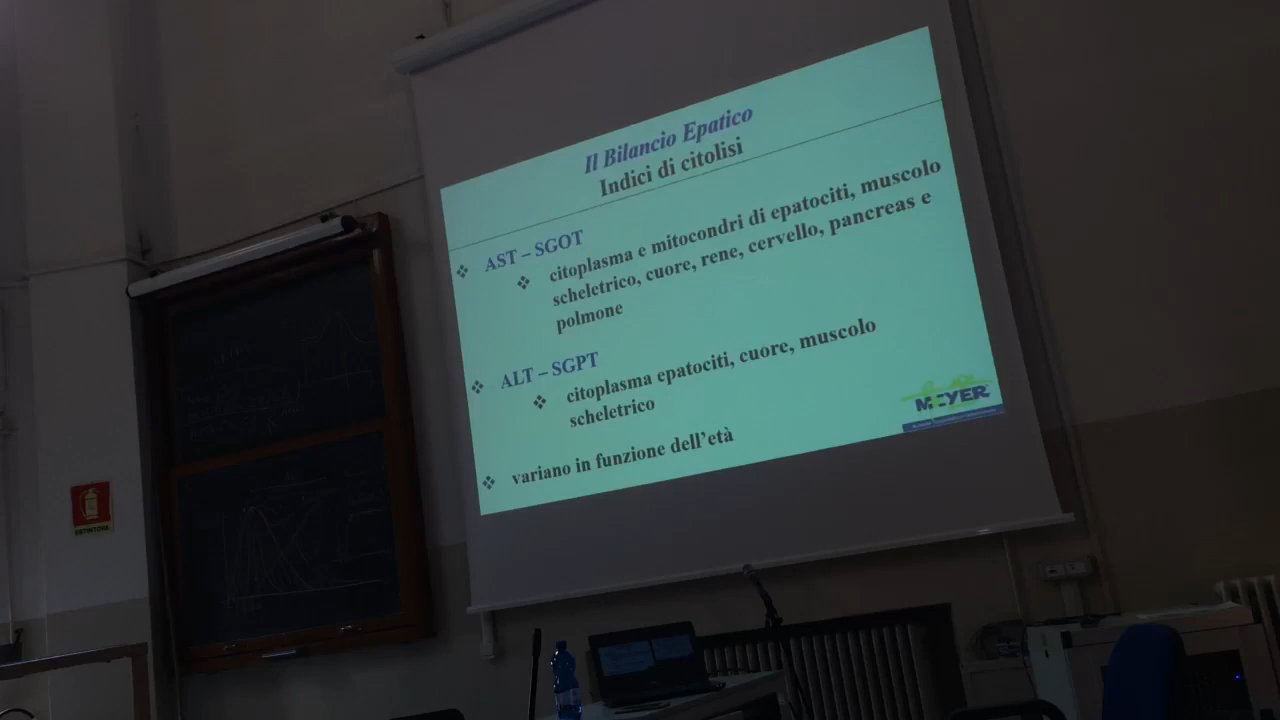 Il Bilancio Epatico
Indici di citolisi
❖ AST – SGOT
❖ citoplasma e mitocondri di epatociti, muscolo
scheletrico, cuore, rene, cervello, pancreas e
polmone
❖ ALT – SGPT
❖ citoplasma epatociti, cuore, muscolo
scheletrico
❖ variano in funzione dell'età
MEYER
ESTINTORE